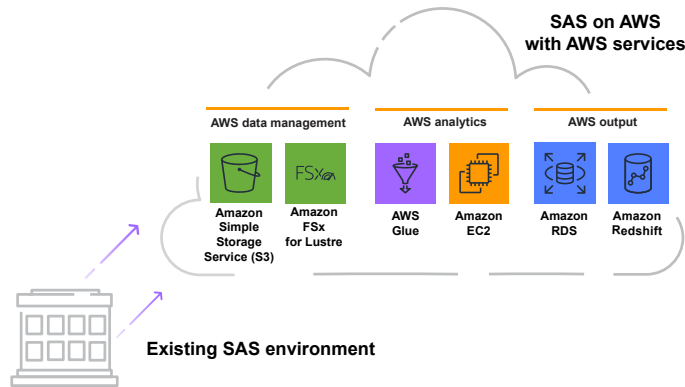 SAS on AWS
with AWS services
AWS data management
AWS analytics
AWS output
FSx
Amazon
Simple
Storage
Service (S3)
Amazon
FSx
for Lustre
AWS
Glue
Amazon
EC2
Amazon
RDS
Amazon
Redshift
Existing SAS environment